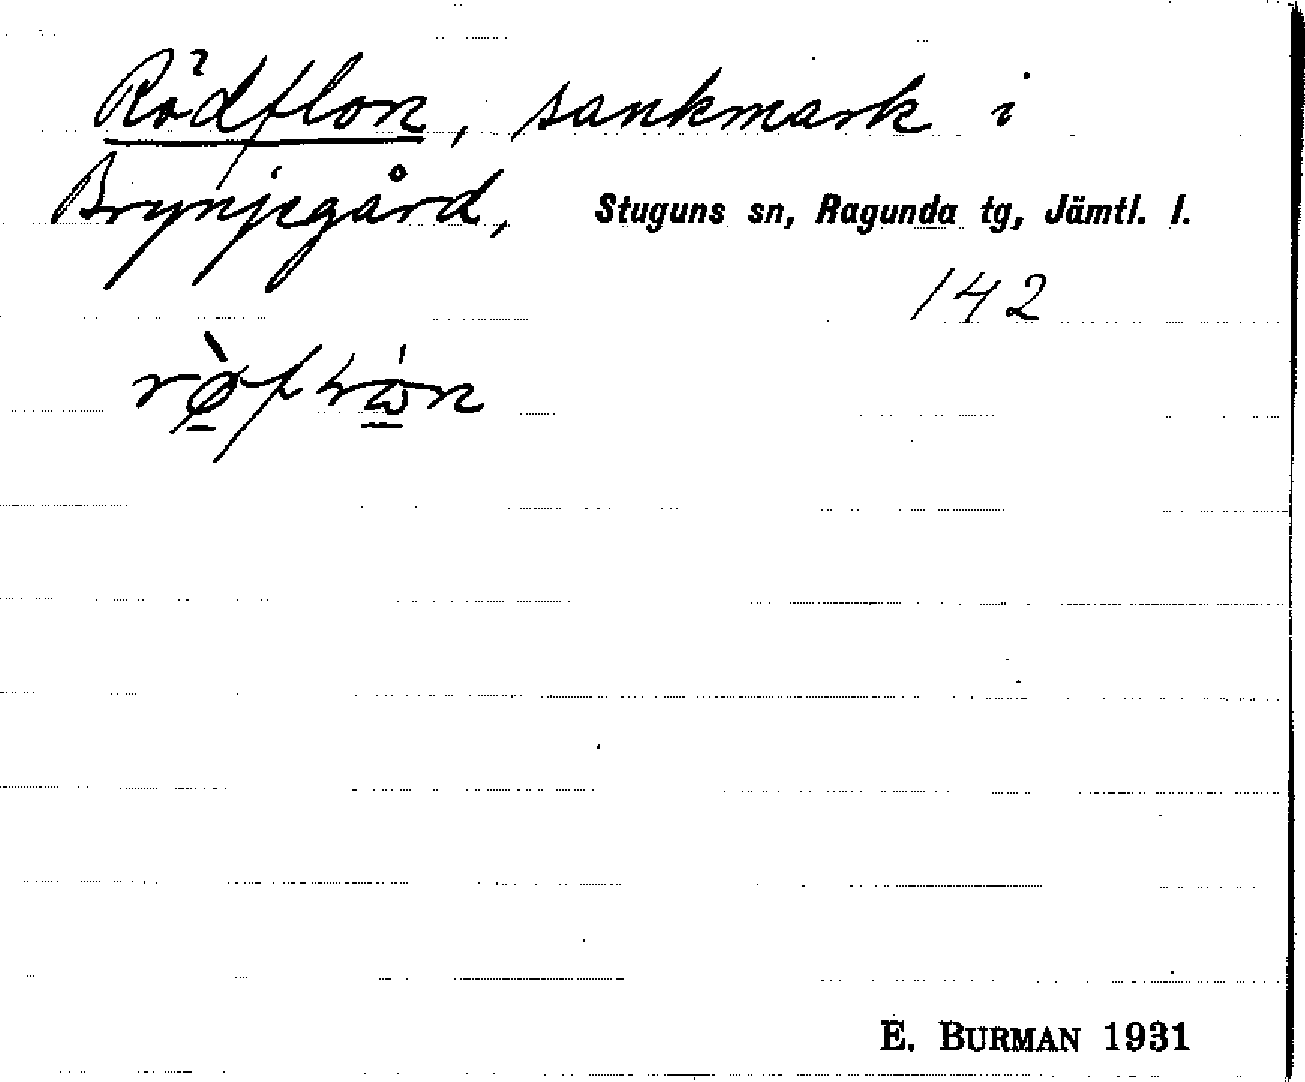 Rödflon, sankmark i
Brynjegård, Stuguns sn, Ragunda tg, Jämtl. l.
142
E. BURMAN 1931